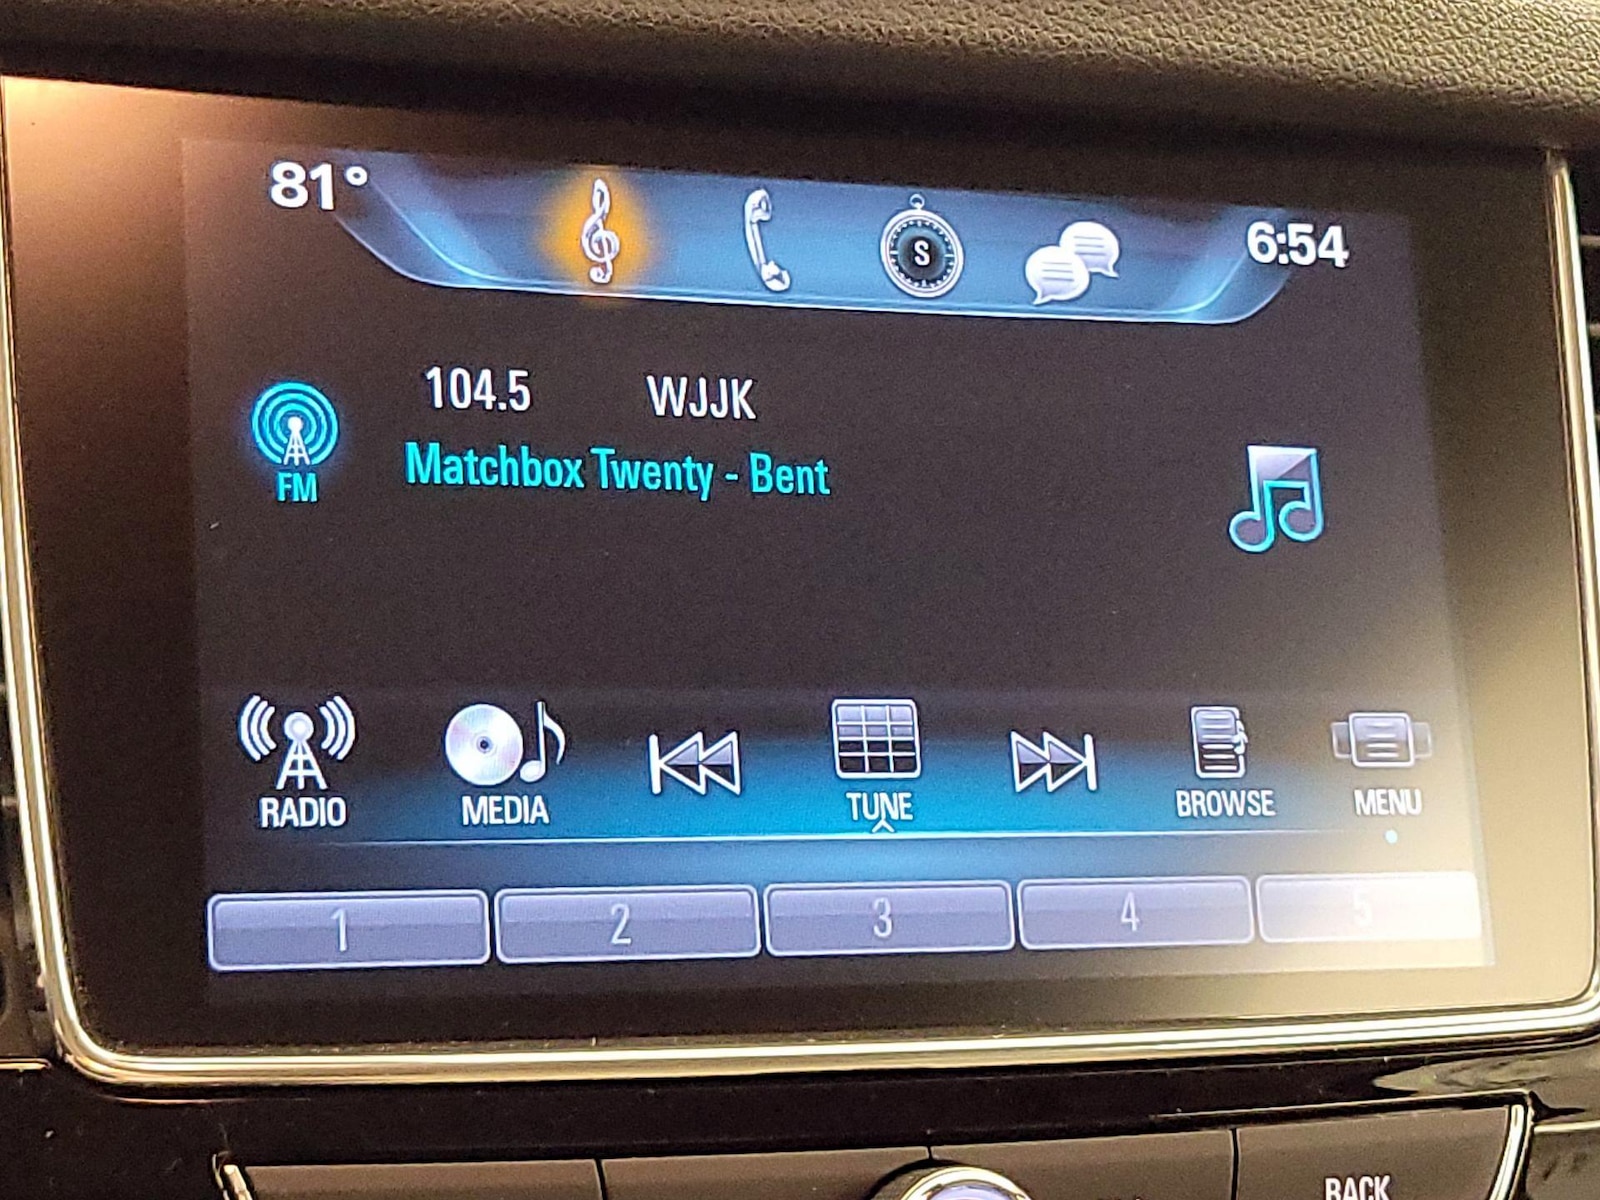 81°
S
6:54
104.5 WJJK
Matchbox Twenty - Bent
FM
RADIO
MEDIA
TUNE
BROWSE
MENU
1
2
3
4
5
BACK